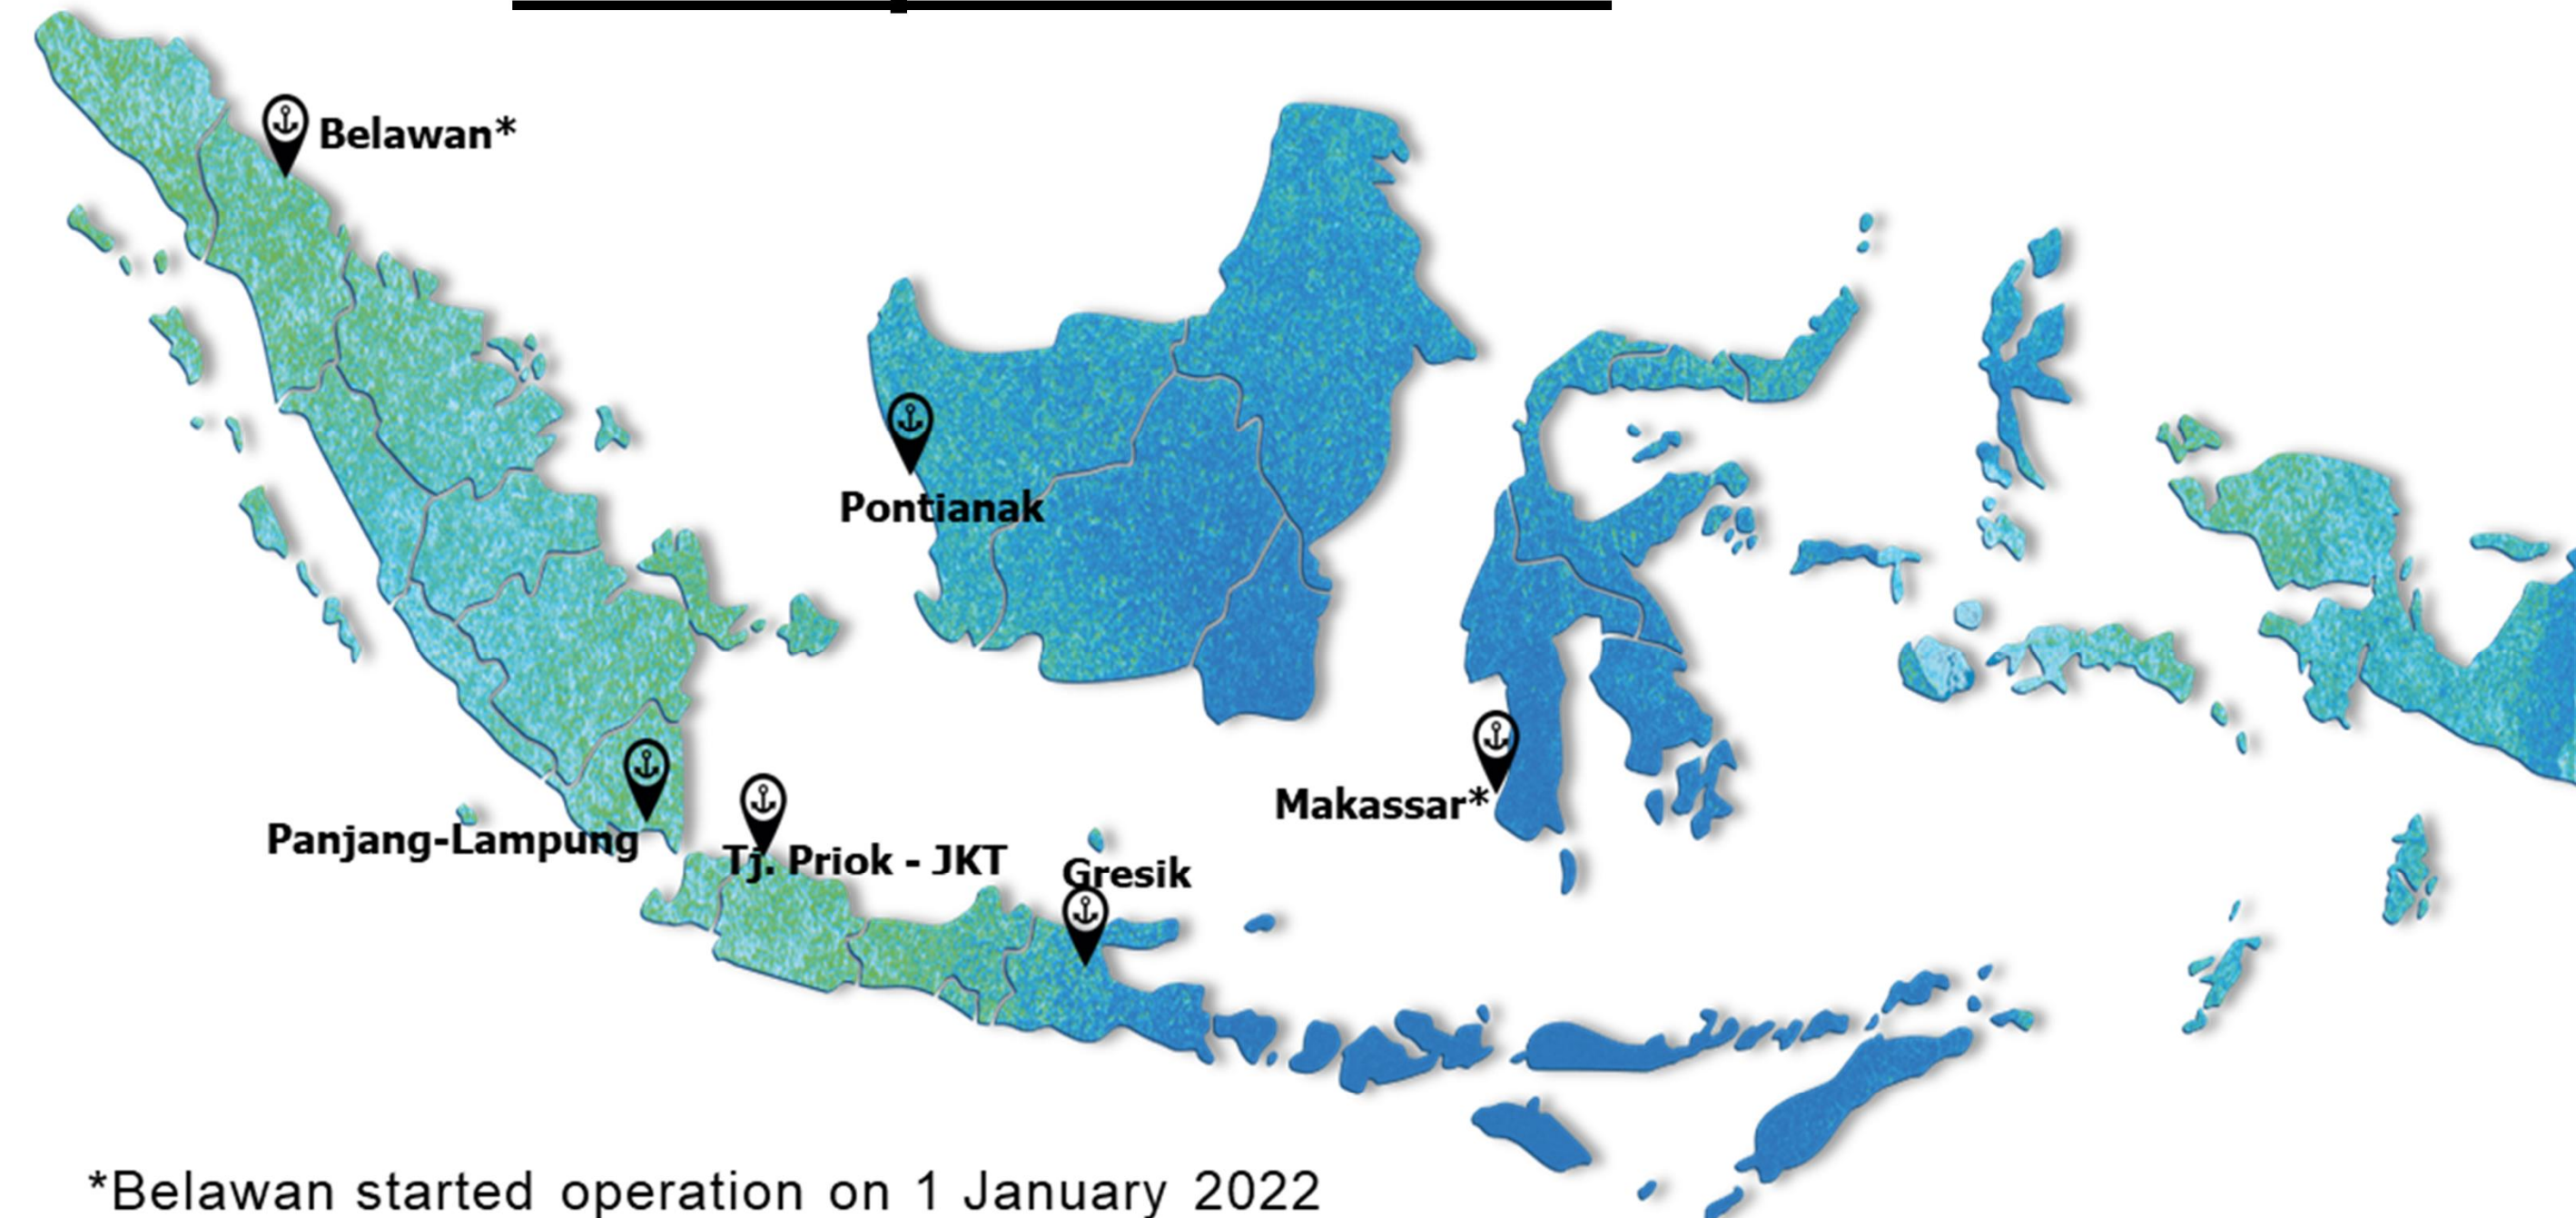 Belawan*
Pontianak
Makassar*
Panjang-Lampung
Tj. Priok - JKT
Gresik
*Belawan started operation on 1 January 2022